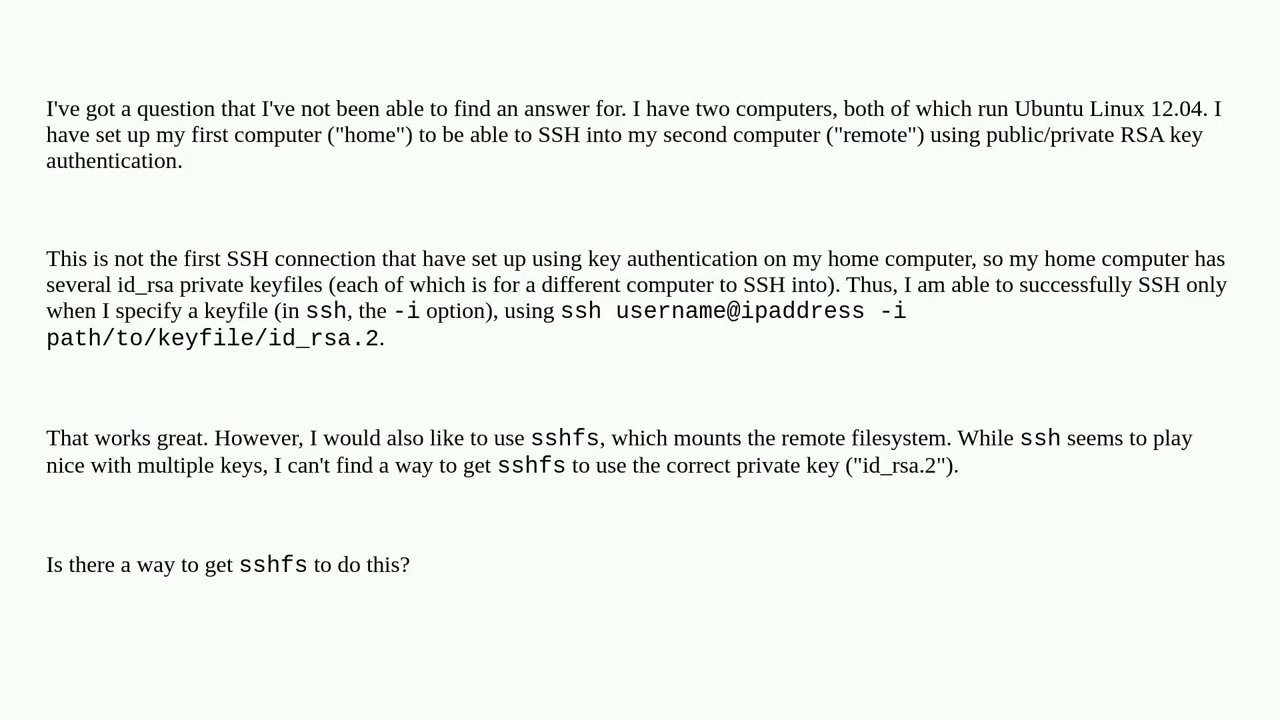 I've got a question that I've not been able to find an answer for. I have two computers, both of which run Ubuntu Linux 12.04. I
have set up my first computer ("home") to be able to SSH into my second computer ("remote") using public/private RSA key
authentication.
This is not the first SSH connection that have set up using key authentication on my home computer, so my home computer has
several id_rsa private keyfiles (each of which is for a different computer to SSH into). Thus, I am able to successfully SSH only
when I specify a keyfile (in ssh, the -i option), using ssh username@ipaddress -i
path/to/keyfile/id_rsa.2.
That works great. However, I would also like to use sshfs, which mounts the remote filesystem. While ssh seems to play
nice with multiple keys, I can't find a way to get sshfs to use the correct private key ("id_rsa.2").
Is there a way to get sshfs to do this?